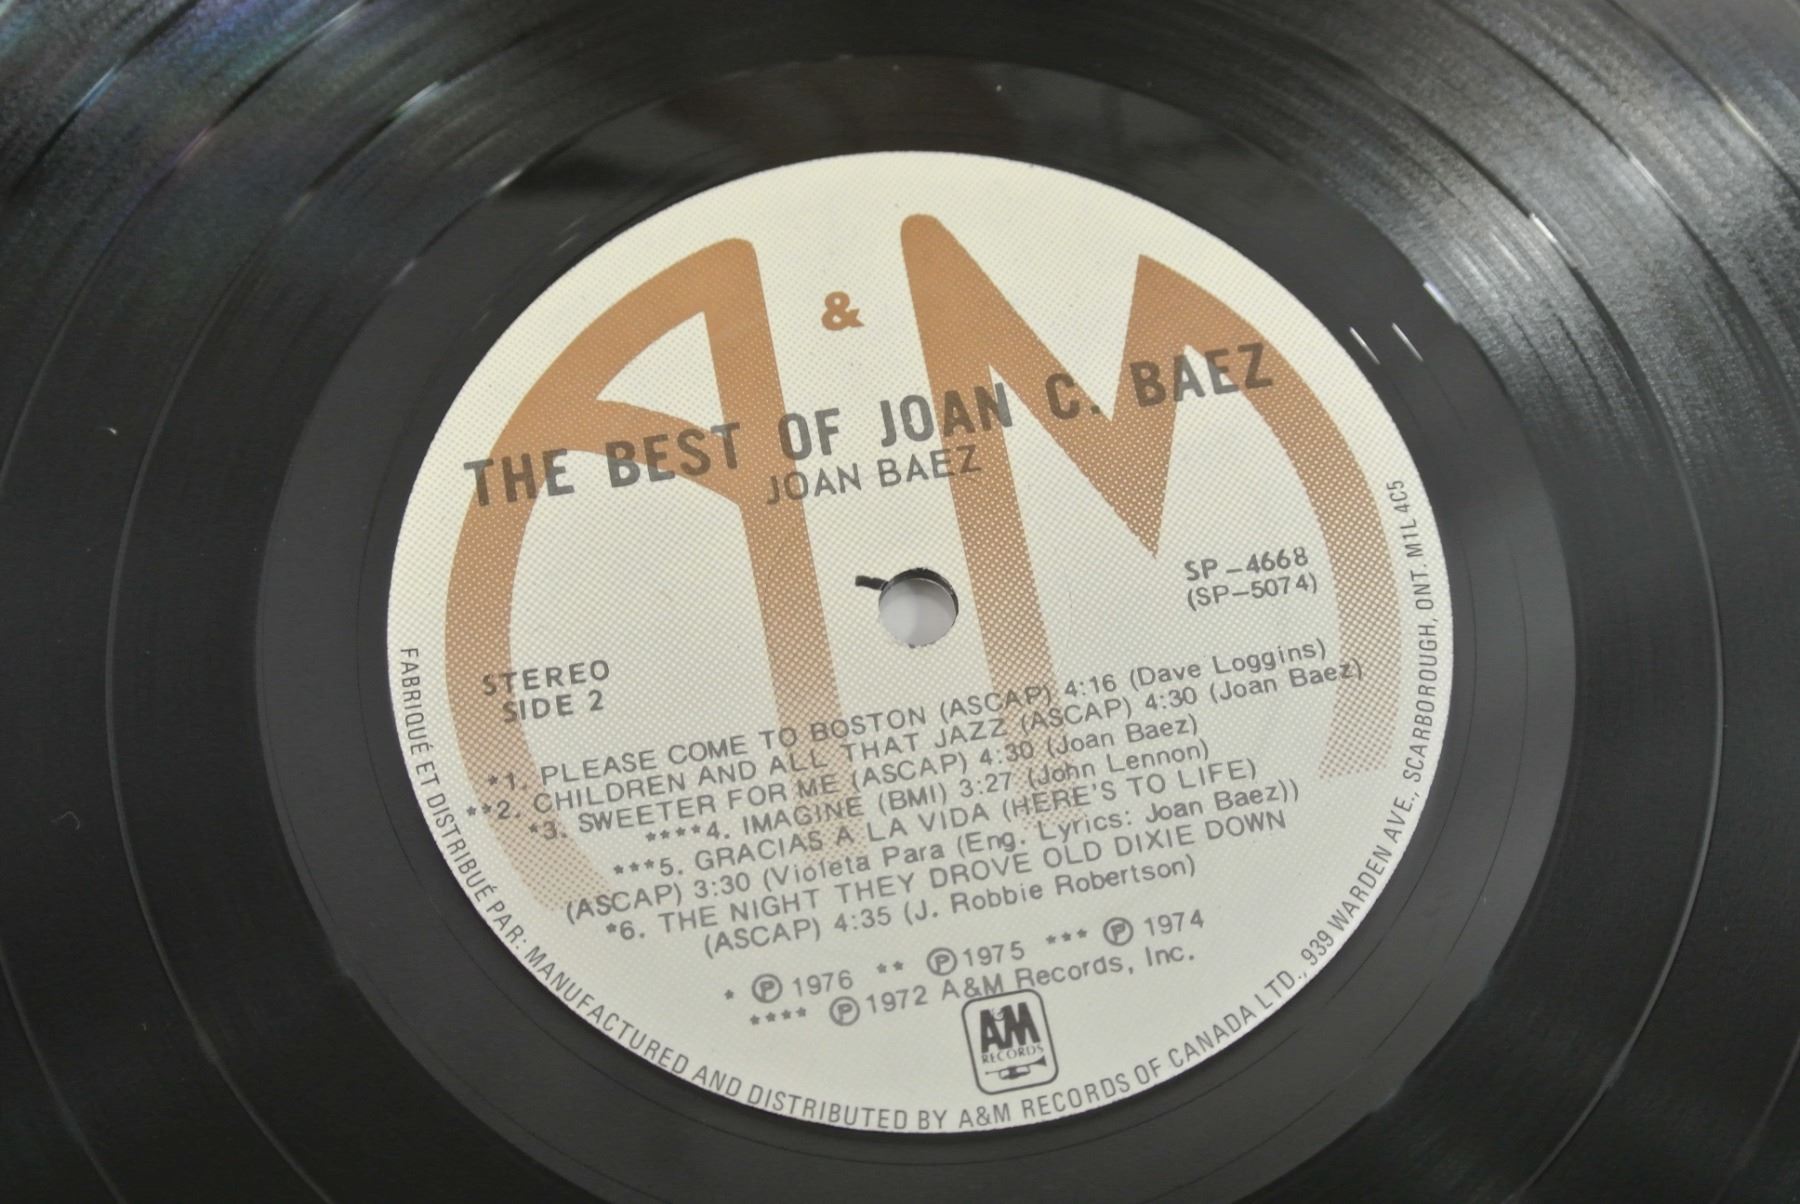 A & M
THE BEST OF JOAN C. BAEZ
JOAN BAEZ
SP-4668
(SP-5074)
STEREO
SIDE 2
*1. PLEASE COME TO BOSTON (ASCAP) 4:16 (Dave Loggins)
**2. CHILDREN AND ALL THAT JAZZ (ASCAP) 4:30 (Joan Baez)
*3. SWEETER FOR ME (ASCAP) 4:30 (Joan Baez)
****4. IMAGINE (BMI) 3:27 (John Lennon)
***5. GRACIAS A LA VIDA (HERE'S TO LIFE)
(ASCAP) 3:30 (Violeta Para (Eng. Lyrics: Joan Baez))
*6. THE NIGHT THEY DROVE OLD DIXIE DOWN
(ASCAP) 4:35 (J. Robbie Robertson)
* ℗ 1976 ** ℗ 1975 *** ℗ 1974
**** ℗ 1972 A&M Records, Inc.
A&M
RECORDS
FABRIQUÉ ET DISTRIBUÉ PAR: MANUFACTURED AND DISTRIBUTED BY A&M RECORDS OF CANADA LTD., 939 WARDEN AVE., SCARBOROUGH, ONT. M1L 4C5